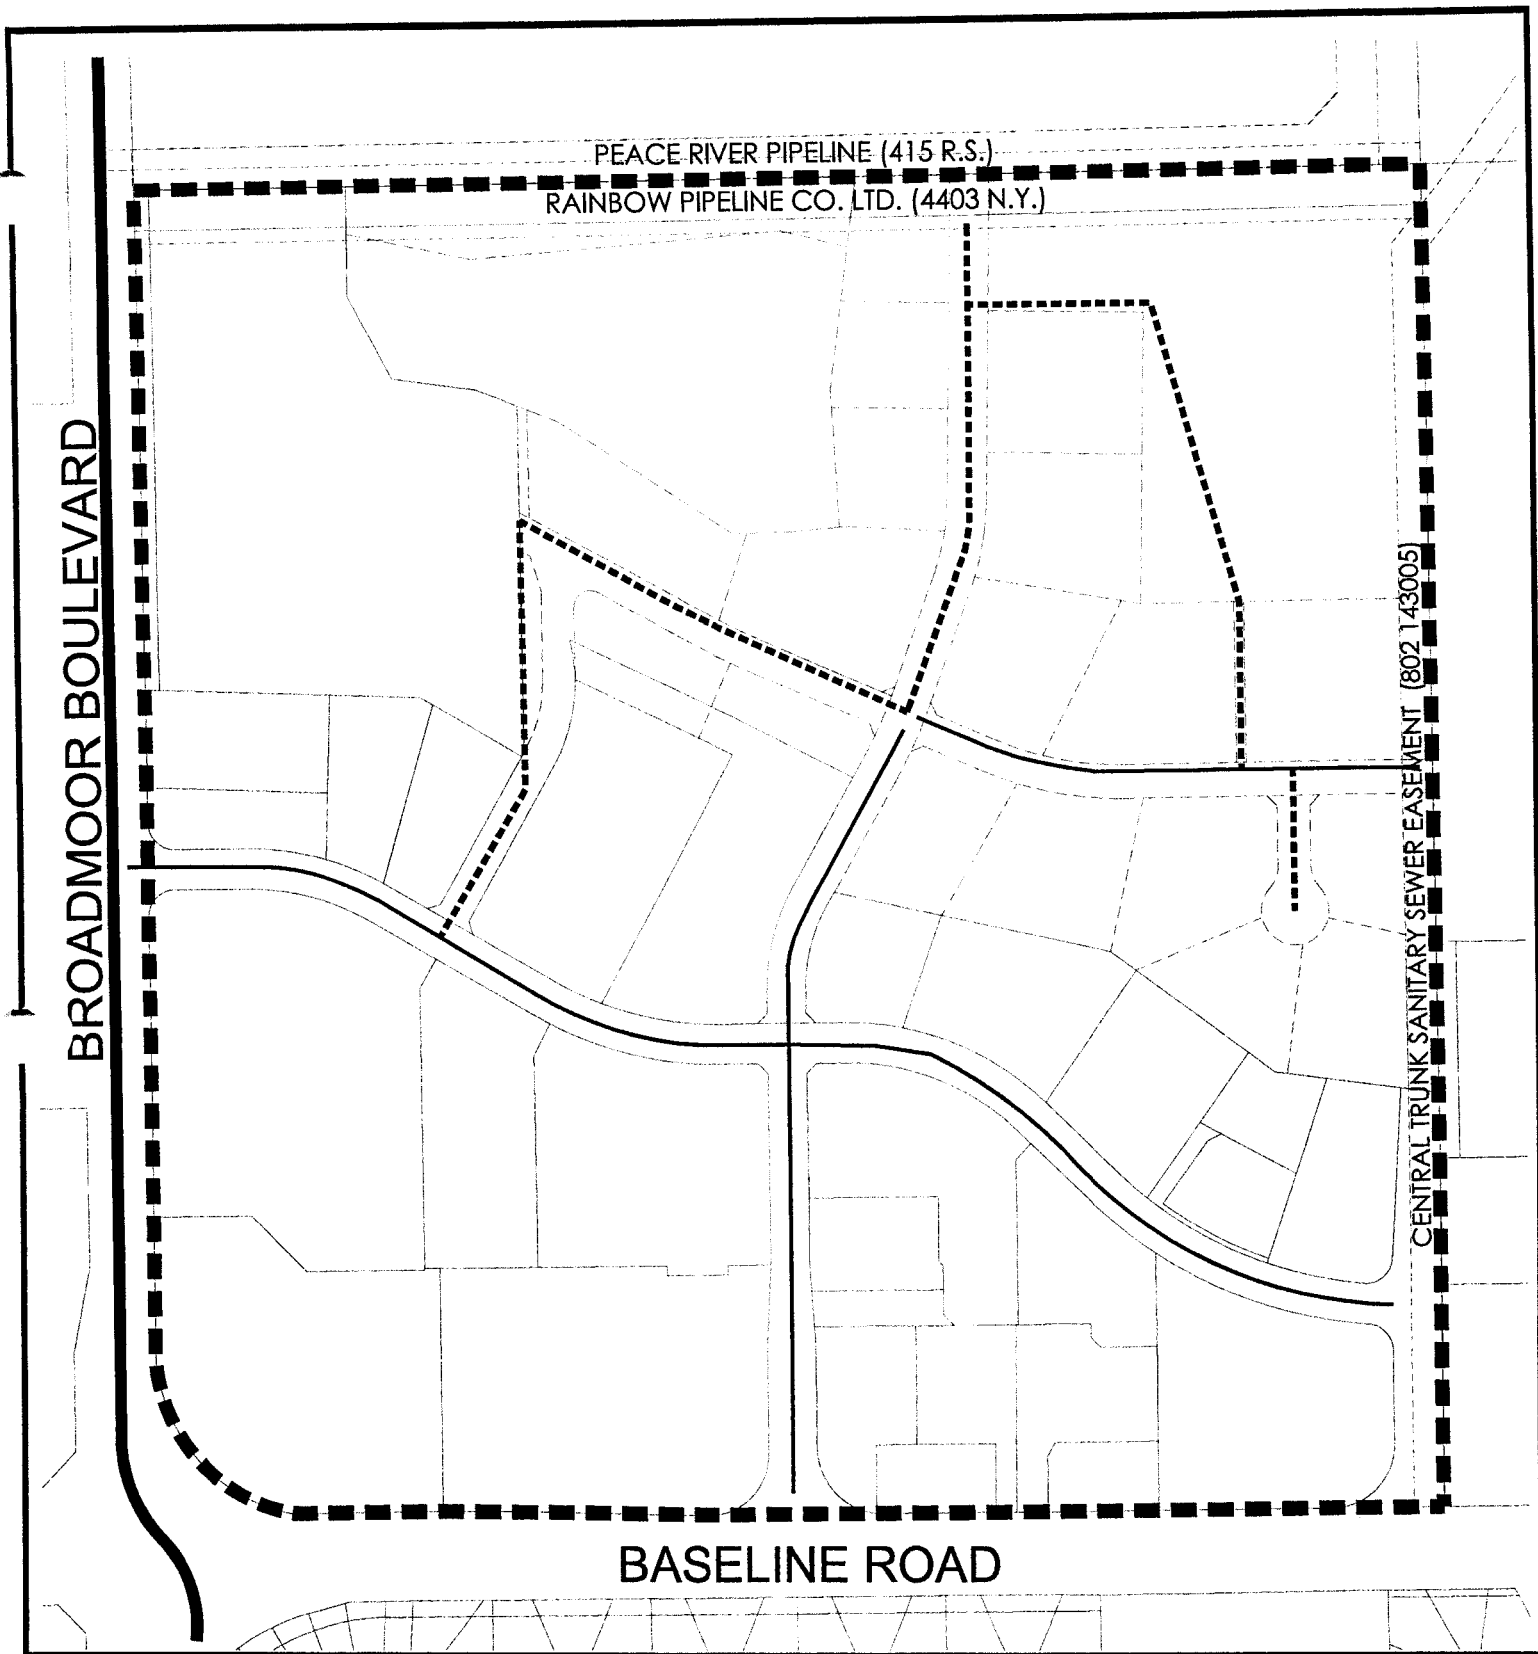 PEACE RIVER PIPELINE (415 R.S.)
RAINBOW PIPELINE CO. LTD. (4403 N.Y.)
BROADMOOR BOULEVARD
CENTRAL TRUNK SANITARY SEWER EASEMENT (802 143005)
BASELINE ROAD